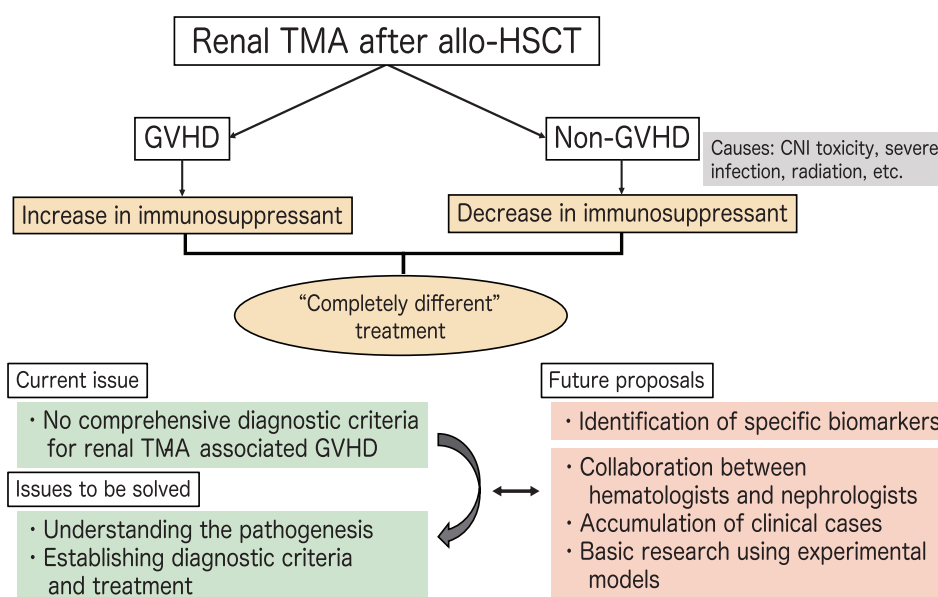 Renal TMA after allo-HSCT
GVHD
Non-GVHD
Causes: CNI toxicity, severe
infection, radiation, etc.
Increase in immunosuppressant
Decrease in immunosuppressant
“Completely different”
treatment
Current issue
・No comprehensive diagnostic criteria
for renal TMA associated GVHD
Issues to be solved
・Understanding the pathogenesis
・Establishing diagnostic criteria
and treatment
Future proposals
・Identification of specific biomarkers
・Collaboration between
hematologists and nephrologists
・Accumulation of clinical cases
・Basic research using experimental
models